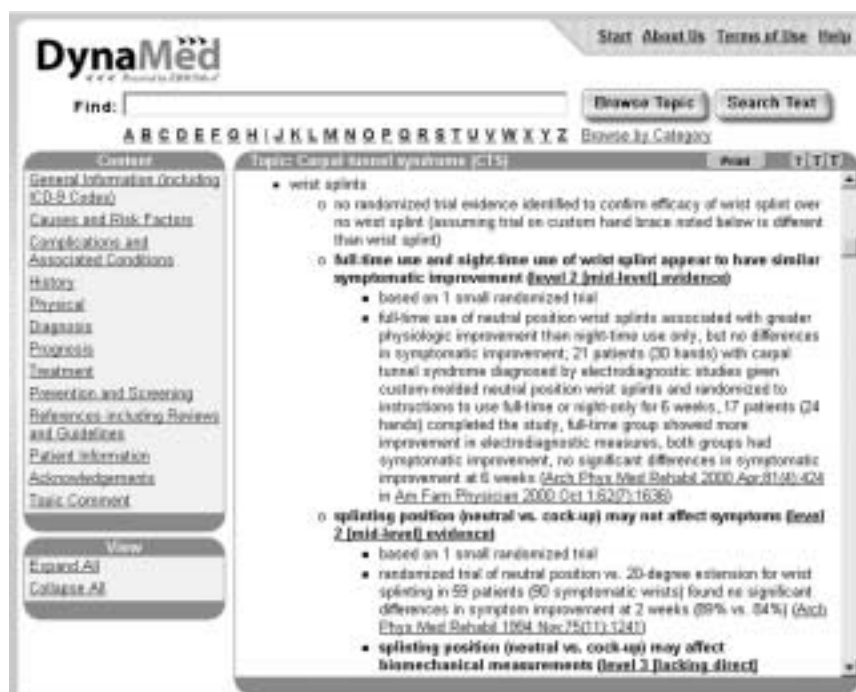 Start About Us Terms of Use Help
DynaMed
Find:
Browse Topic
Search Text
A B C D E F G H I J K L M N O P Q R S T U V W X Y Z Browse by Category
Content
General Information (including
ICD-9 Codes)
Causes and Risk Factors
Complications and
Associated Conditions
History
Physical
Diagnosis
Prognosis
Treatment
Prevention and Screening
References including Reviews
and Guidelines
Patient Information
Acknowledgements
Topic Comment
View
Expand All
Collapse All
Topic: Carpal tunnel syndrome (CTS)
Print
T T T
wrist splints
no randomized trial evidence identified to confirm efficacy of wrist splint over
no wrist splint (assuming trial on custom hand brace noted below is different
than wrist splint)
full-time use and night-time use of wrist splint appear to have similar
symptomatic improvement (level 2 [mid-level] evidence)
based on 1 small randomized trial
full-time use of neutral position wrist splints associated with greater
physiologic improvement than night-time use only, but no differences
in symptomatic improvement; 21 patients (30 hands) with carpal
tunnel syndrome diagnosed by electrodiagnostic studies given
custom-molded neutral position wrist splints and randomized to
instructions to use full-time or night-only for 6 weeks, 17 patients (24
hands) completed the study, full-time group showed more
improvement in electrodiagnostic measures, both groups had
symptomatic improvement, no significant differences in symptomatic
improvement at 6 weeks (Arch Phys Med Rehabil 2000 Apr;81(4):424
in Am Fam Physician 2000 Oct 1;62(7):1636)
splinting position (neutral vs. cock-up) may not affect symptoms (level
2 [mid-level] evidence)
based on 1 small randomized trial
randomized trial of neutral position vs. 20-degree extension for wrist
splinting in 59 patients (90 symptomatic wrists) found no significant
differences in symptom improvement at 2 weeks (89% vs. 84%) (Arch
Phys Med Rehabil 1994 Nov;75(11):1241)
splinting position (neutral vs. cock-up) may affect
biomechanical measurements (level 3 [lacking direct]